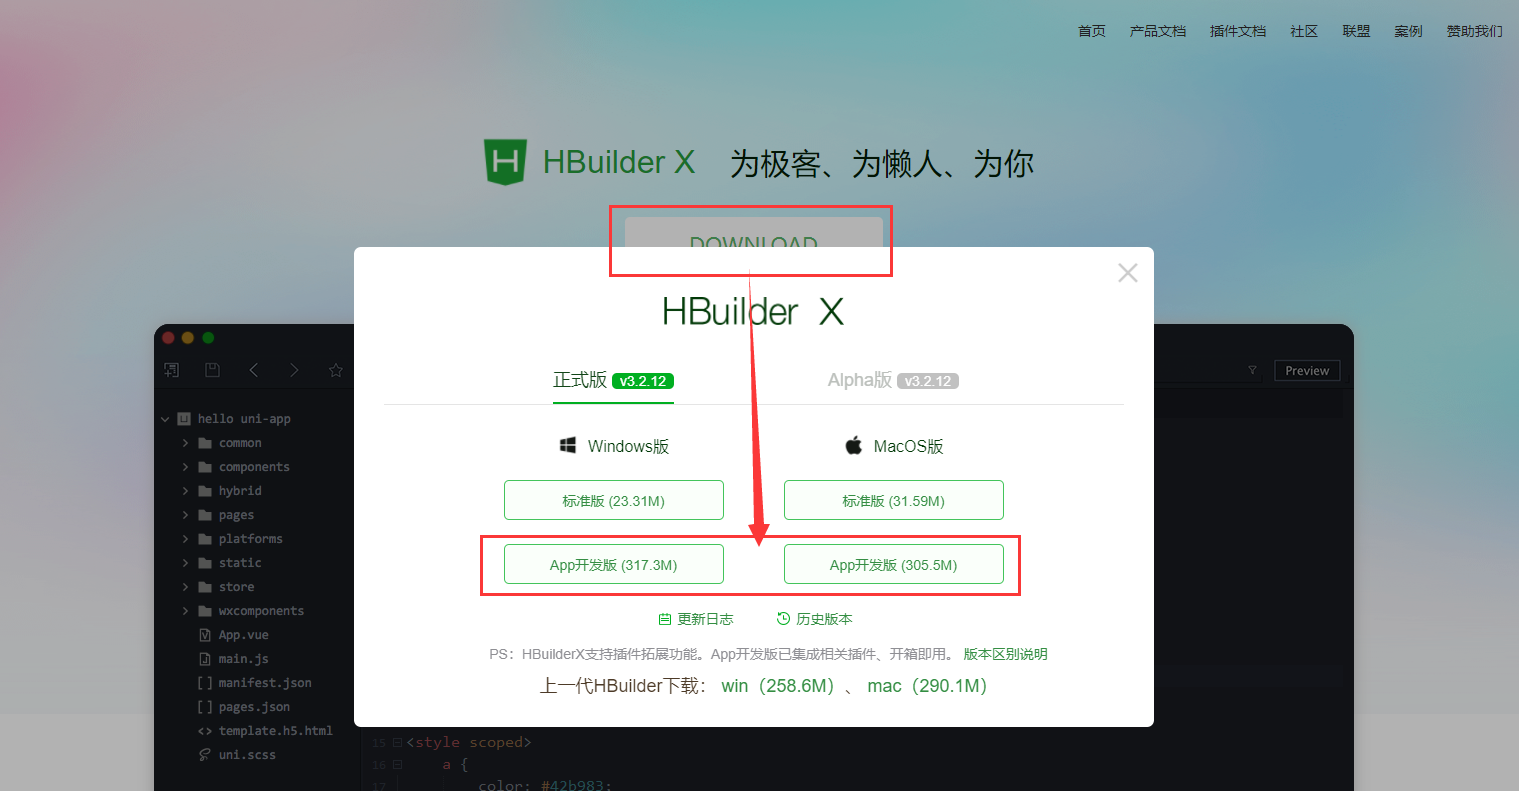 首页 产品文档 插件文档 社区 联盟 案例 赞助我们
H HBuilder X 为极客、为懒人、为你
DOWNLOAD
HBuilder X
正式版 v3.2.12 Alpha版 v3.2.12
Windows版 MacOS版
标准版 (23.31M) 标准版 (31.59M)
App开发版 (317.3M) App开发版 (305.5M)
更新日志 历史版本
PS：HBuilderX支持插件拓展功能。App开发版已集成相关插件、开箱即用。 版本区别说明
上一代HBuilder下载： win（258.6M） 、 mac（290.1M）
Preview
hello uni-app
common
components
hybrid
pages
platforms
static
store
wxcomponents
App.vue
main.js
[ ] manifest.json
[ ] pages.json
<> template.h5.html
uni.scss
15 <style scoped>
16 a {
17 color: #42b983;